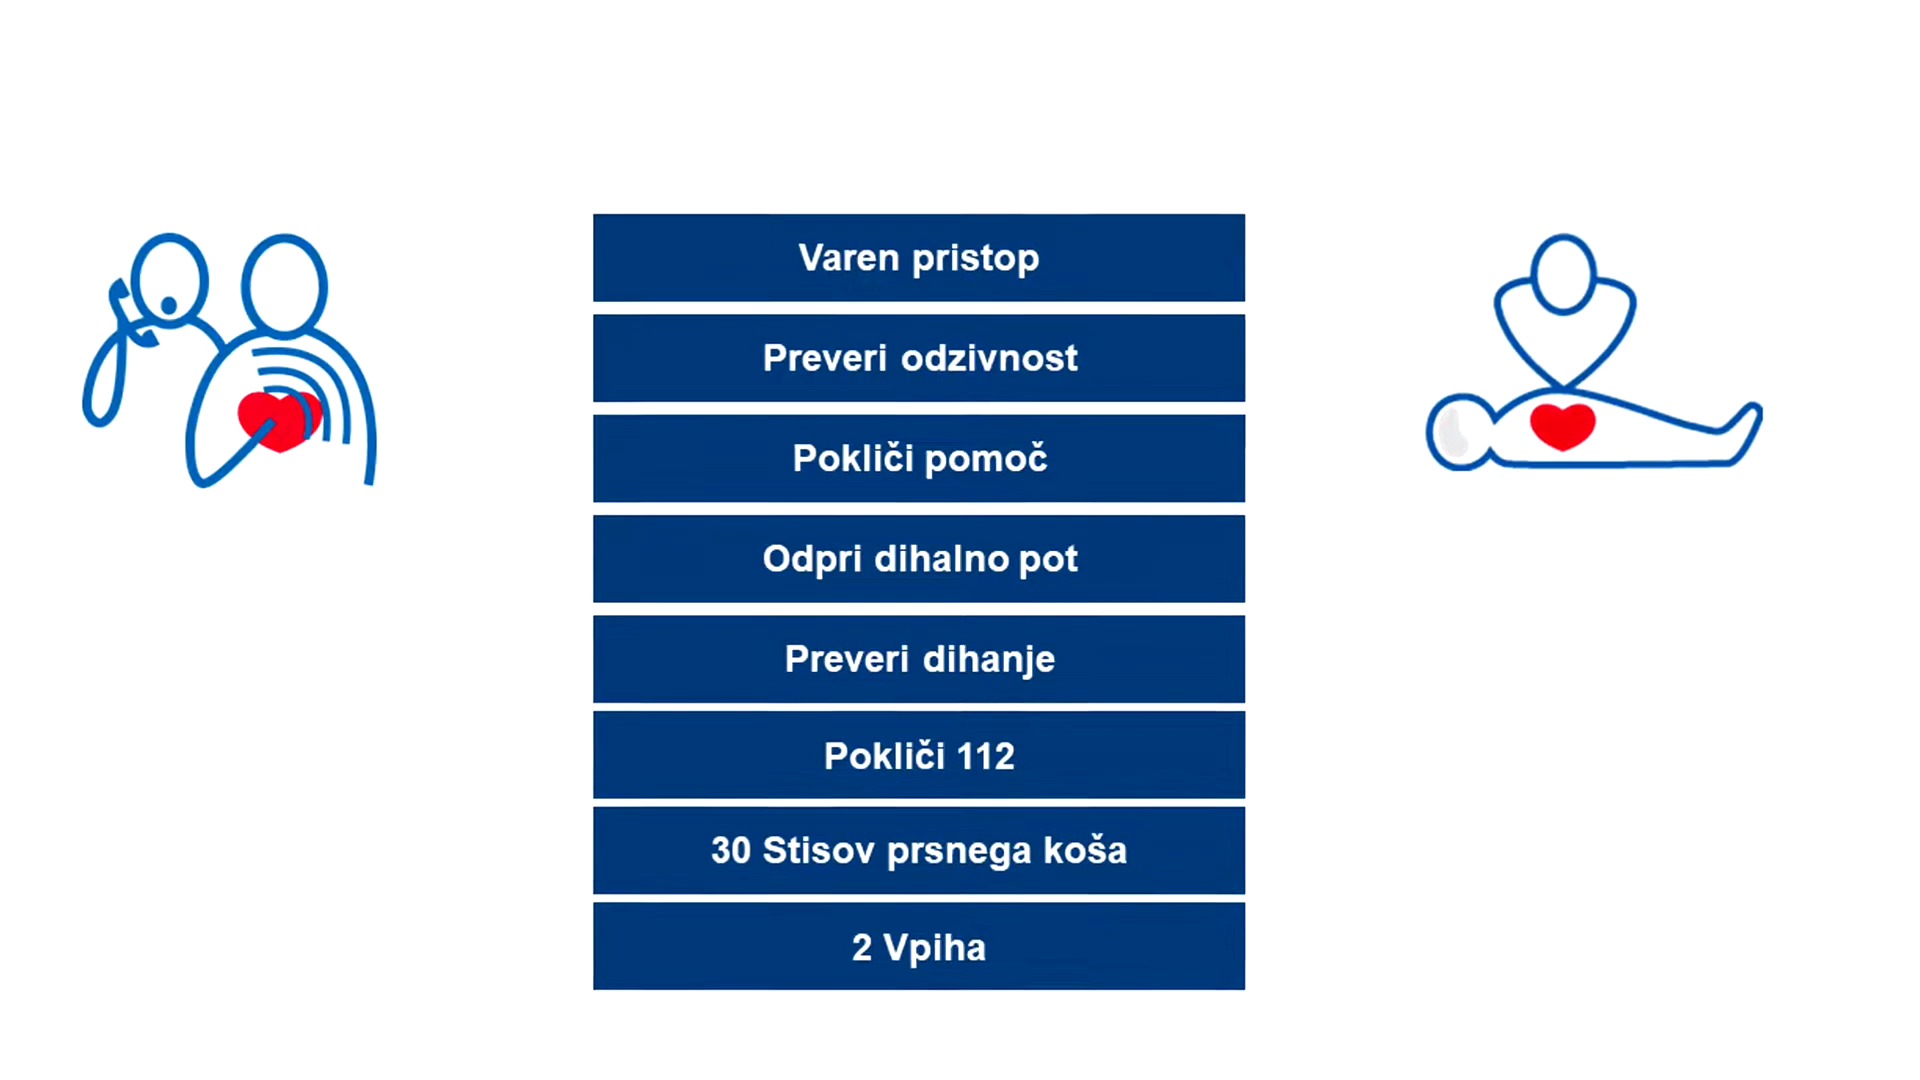 Varen pristop
Preveri odzivnost
Pokliči pomoč
Odpri dihalno pot
Preveri dihanje
Pokliči 112
30 Stisov prsnega koša
2 Vpiha